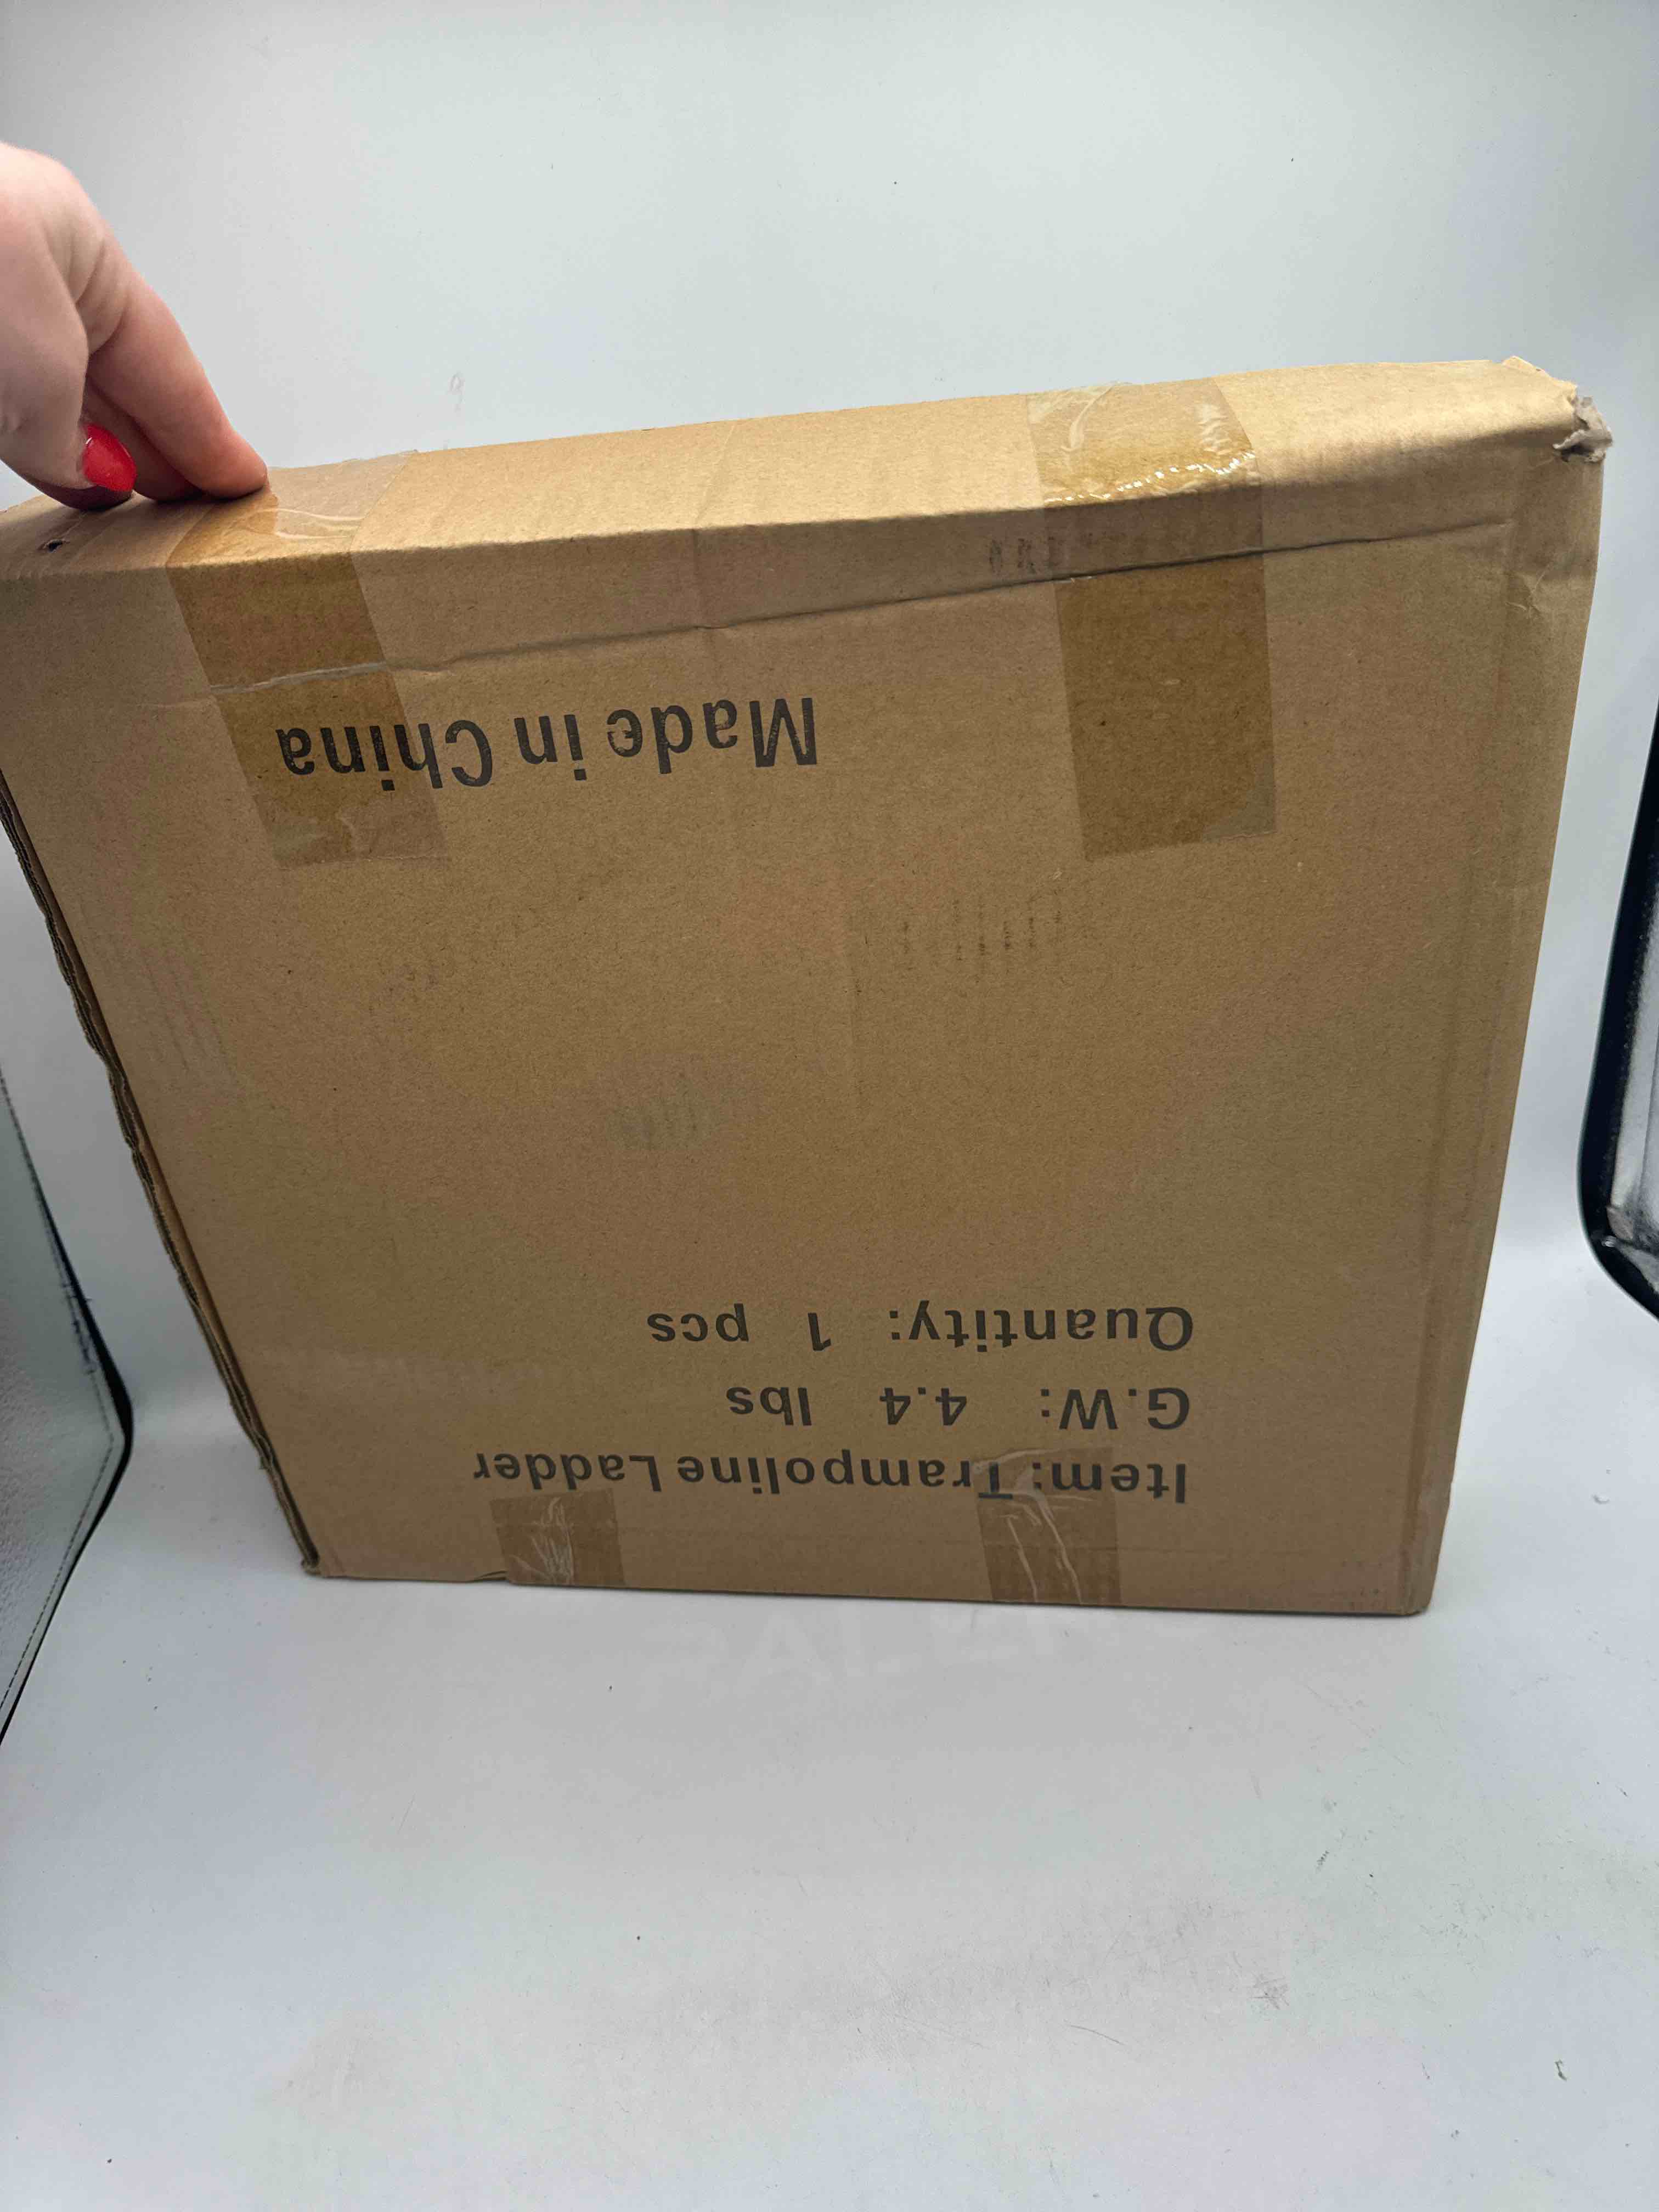 Item: Trampoline Ladder
G.W: 4.4 lbs
Quantity: 1 pcs
Made in China